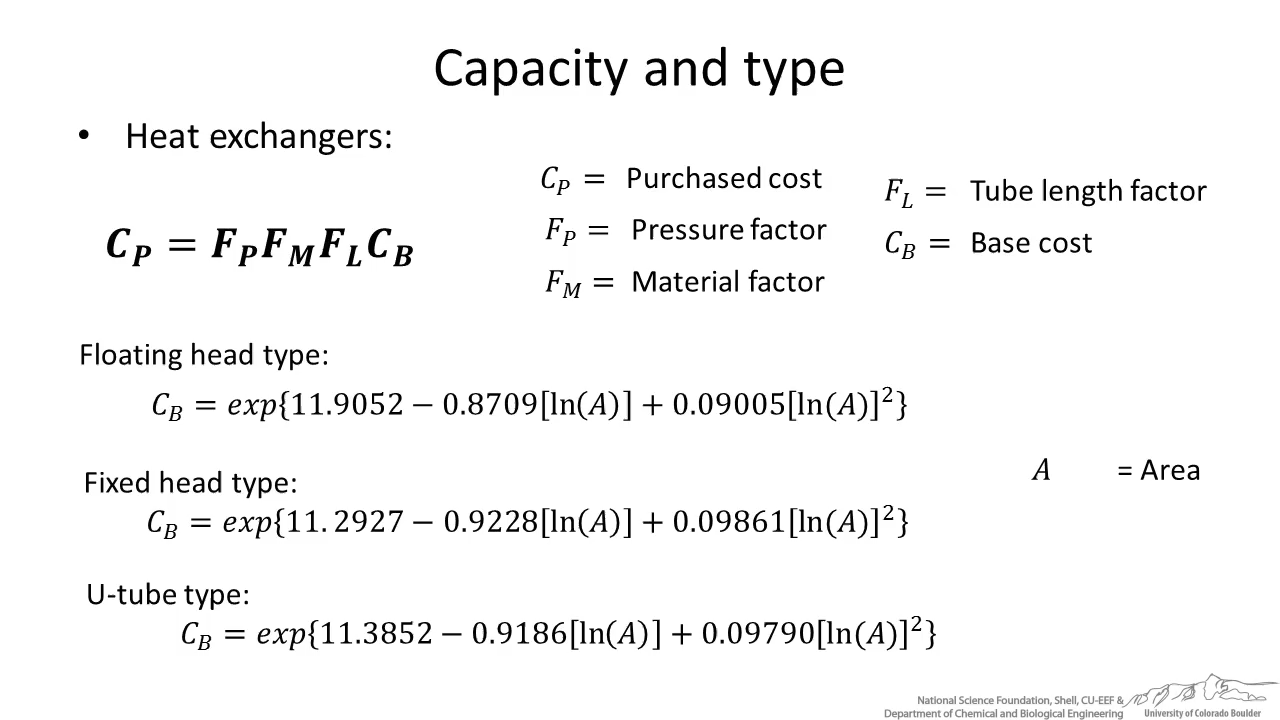 Capacity and type
• Heat exchangers:
𝑪_𝑷 = 𝑭_𝑷𝑭_𝑴𝑭_𝑳𝑪_𝑩
𝐶_𝑃 = Purchased cost
𝐹_𝑃 = Pressure factor
𝐹_𝑀 = Material factor
𝐹_𝐿 = Tube length factor
𝐶_𝐵 = Base cost
Floating head type:
𝐶_𝐵 = 𝑒𝑥𝑝{11.9052 − 0.8709[ln(𝐴)] + 0.09005[ln(𝐴)]²}
Fixed head type:
𝐶_𝐵 = 𝑒𝑥𝑝{11. 2927 − 0.9228[ln(𝐴)] + 0.09861[ln(𝐴)]²}
𝐴 = Area
U-tube type:
𝐶_𝐵 = 𝑒𝑥𝑝{11.3852 − 0.9186[ln(𝐴)] + 0.09790[ln(𝐴)]²}
National Science Foundation, Shell, CU-EEF &
Department of Chemical and Biological Engineering
University of Colorado Boulder